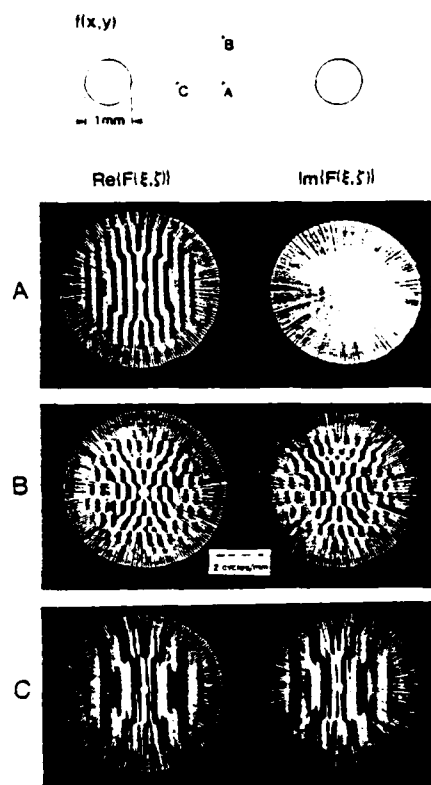 f(x,y)
B
C
A
1mm
Re{F(ξ,ζ)}
Im{F(ξ,ζ)}
A
B
2 cycles/mm
C